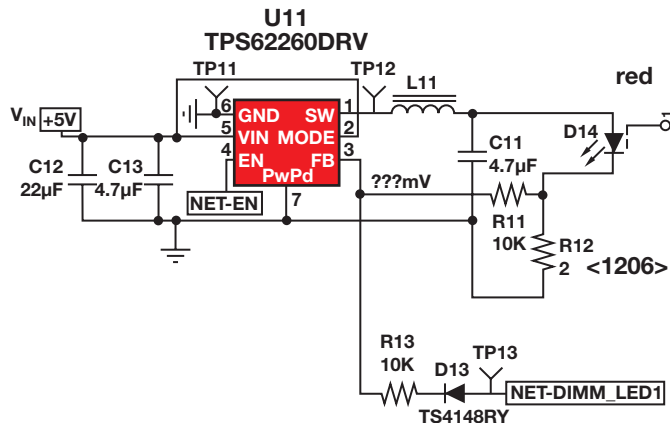 U11
TPS62260DRV
TP11
TP12
L11
red
VIN +5V
6 GND SW 1
5 VIN MODE 2
4 EN FB 3
PwPd
7
C12
22µF
C13
4.7µF
NET-EN
C11
4.7µF
D14
1
???mV
R11
10K
R12
2
<1206>
R13
10K
D13
TP13
NET-DIMM_LED1
TS4148RY